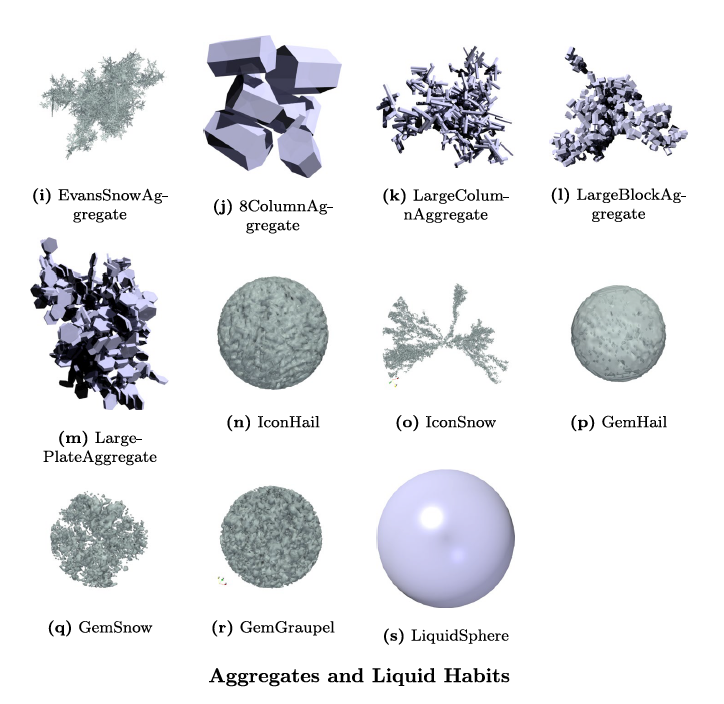 (i) EvansSnowAg-
gregate
(j) 8ColumnAg-
gregate
(k) LargeColum-
nAggregate
(l) LargeBlockAg-
gregate
(m) Large-
PlateAggregate
(n) IconHail
(o) IconSnow
(p) GemHail
(q) GemSnow
(r) GemGraupel
(s) LiquidSphere
Aggregates and Liquid Habits